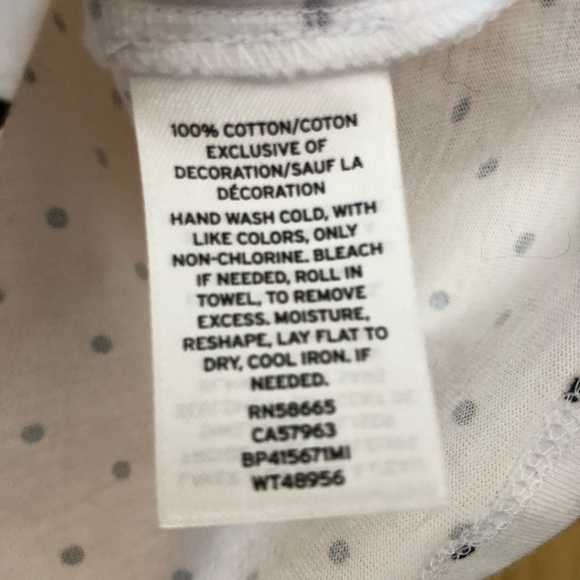 100% COTTON/COTON
EXCLUSIVE OF
DECORATION/SAUF LA
DÉCORATION
HAND WASH COLD, WITH
LIKE COLORS, ONLY
NON-CHLORINE. BLEACH
IF NEEDED, ROLL IN
TOWEL, TO REMOVE
EXCESS. MOISTURE,
RESHAPE, LAY FLAT TO
DRY, COOL IRON. IF
NEEDED.
RN58665
CA57963
BP415671MI
WT48956